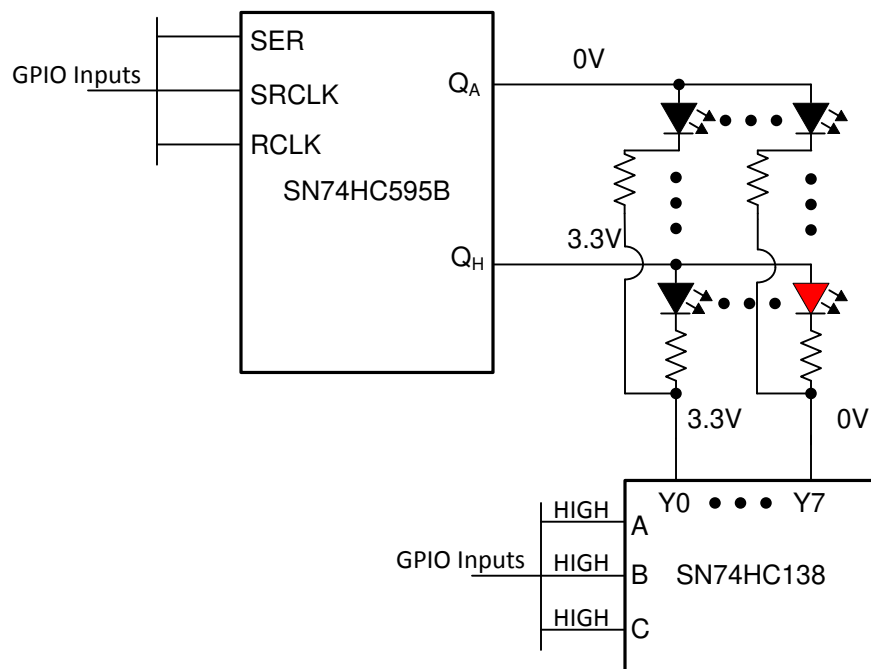 SER
GPIO Inputs
SRCLK
RCLK
SN74HC595B
QA
0V
QH
3.3V
3.3V
0V
Y0
Y7
HIGH
A
GPIO Inputs
HIGH
B
SN74HC138
HIGH
C